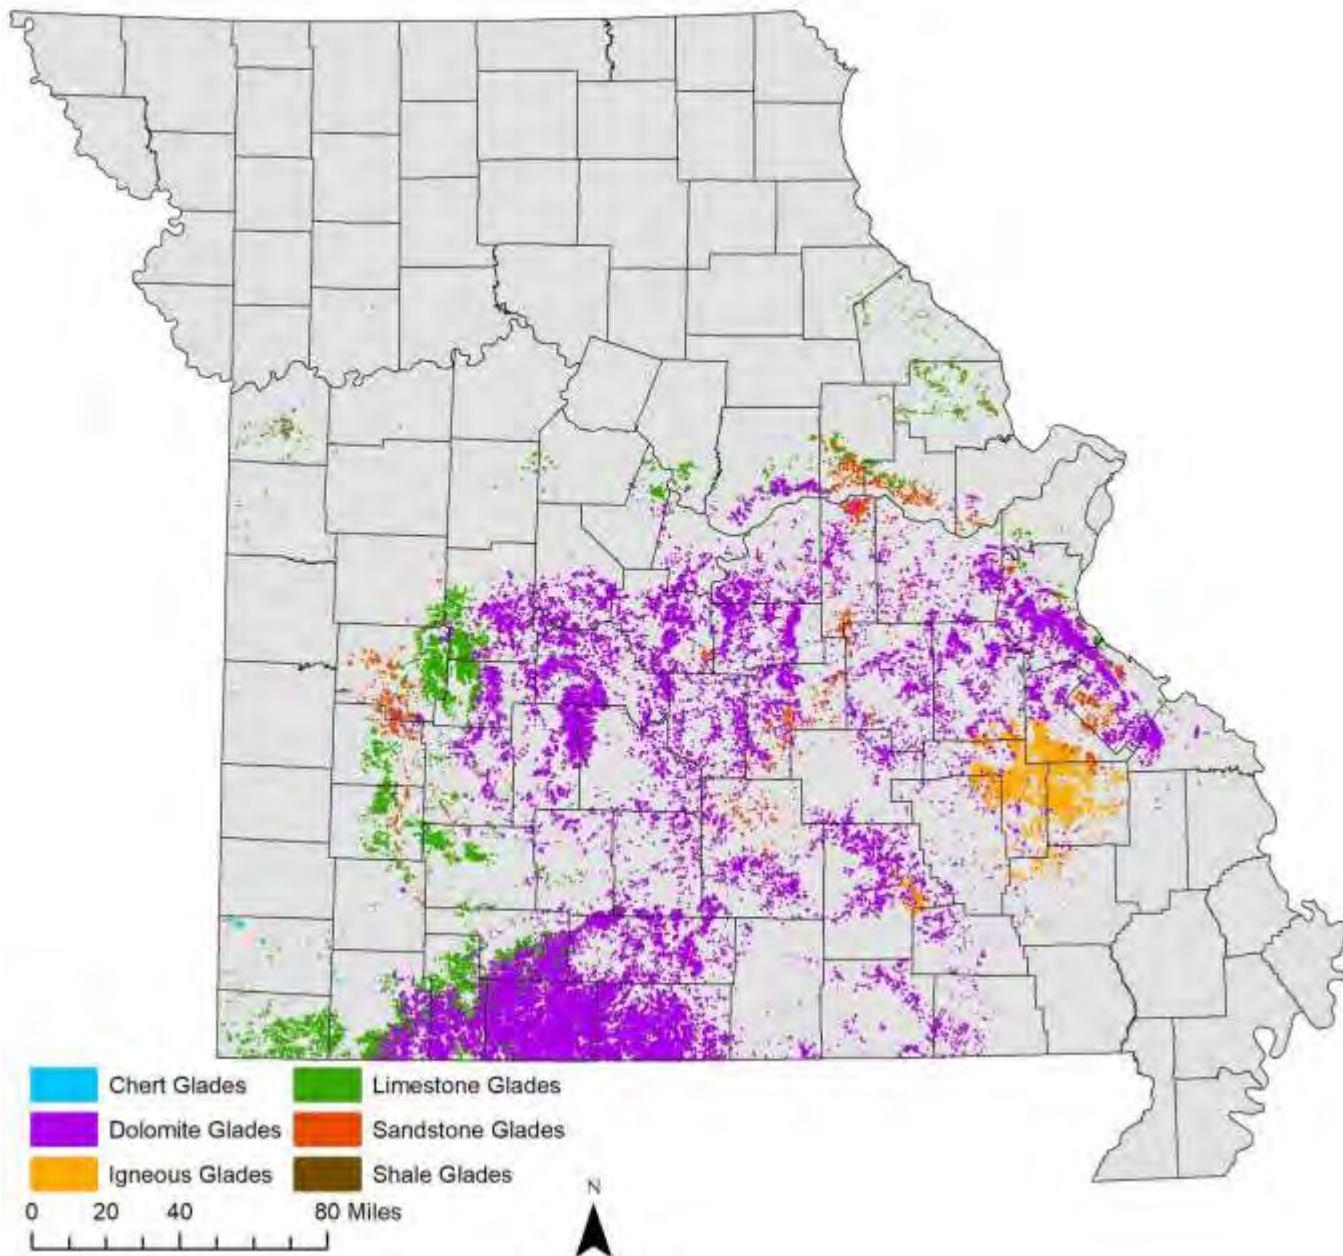 Chert Glades
Limestone Glades
Dolomite Glades
Sandstone Glades
Igneous Glades
Shale Glades
0 20 40 80 Miles
N